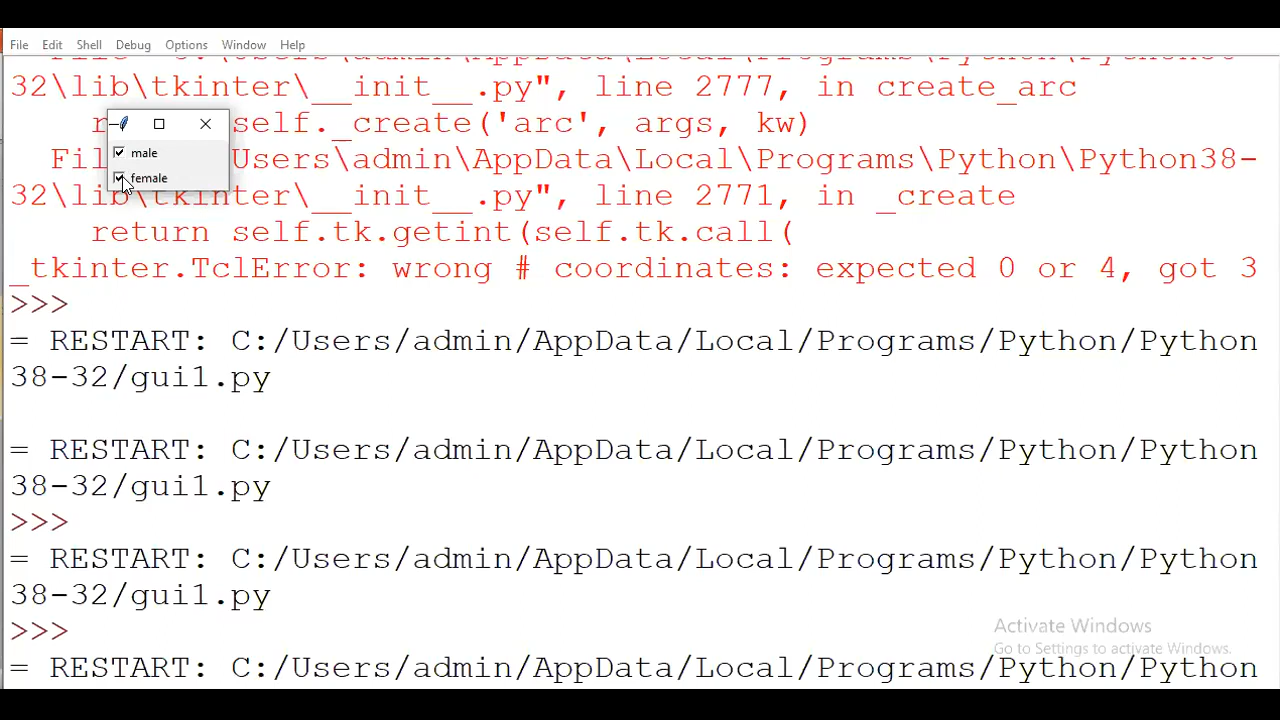 File Edit Shell Debug Options Window Help
32\lib\tkinter\__init__.py", line 2777, in create_arc
self._create('arc', args, kw)
Users\admin\AppData\Local\Programs\Python\Python38-
32\lib\tkinter\__init__.py", line 2771, in _create
return self.tk.getint(self.tk.call(
_tkinter.TclError: wrong # coordinates: expected 0 or 4, got 3
>>>
= RESTART: C:/Users/admin/AppData/Local/Programs/Python/Python
38-32/gui1.py
= RESTART: C:/Users/admin/AppData/Local/Programs/Python/Python
38-32/gui1.py
>>>
= RESTART: C:/Users/admin/AppData/Local/Programs/Python/Python
38-32/gui1.py
>>>
= RESTART: C:/Users/admin/AppData/Local/Programs/Python/Python
male
female
Activate Windows
Go to Settings to activate Windows.